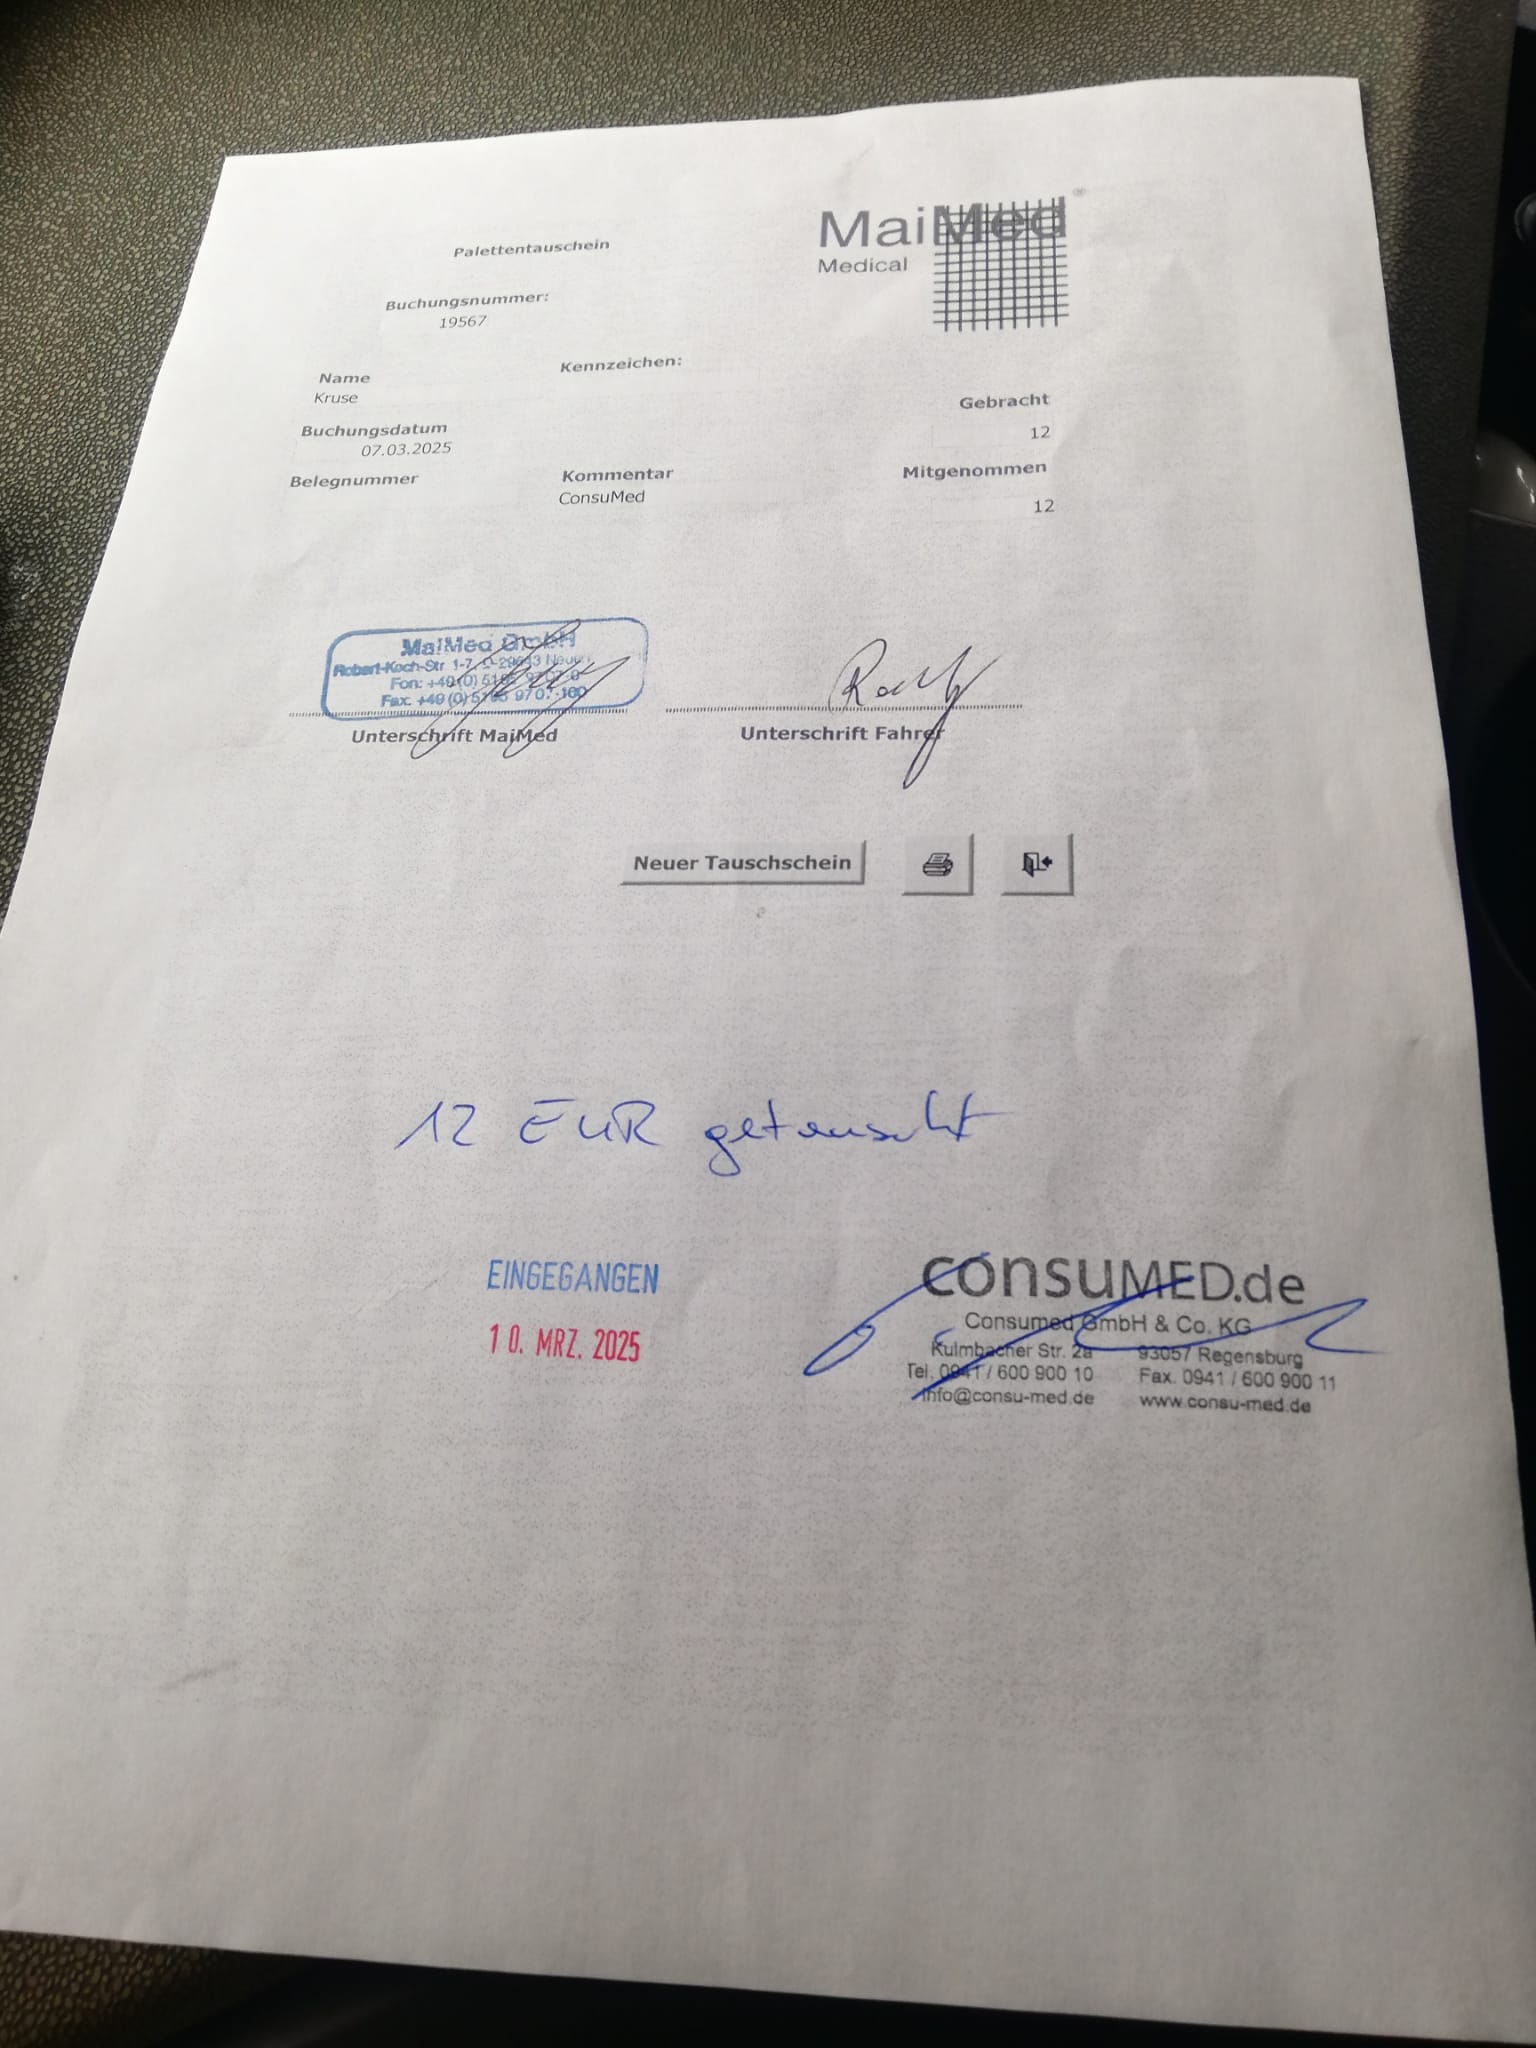 Palettentauschein
MaiMed®
Medical
Buchungsnummer:
19567
Name
Kruse
Kennzeichen:
Gebracht
12
Buchungsdatum
07.03.2025
Belegnummer
Kommentar
ConsuMed
Mitgenommen
12
MaiMed GmbH
Robert-Koch-Str. 1-7,
Fon: +49(0)
Fax: +49(0)
Unterschrift MaiMed
Unterschrift Fahrer
Neuer Tauschschein
12 EUR getauscht
EINGEGANGEN
10. MRZ. 2025
consuMED.de
Consumed GmbH & Co. KG
Kulmbacher Str. 2a 93057 Regensburg
Tel. 0941 / 600 900 10 Fax. 0941 / 600 900 11
info@consu-med.de www.consu-med.de